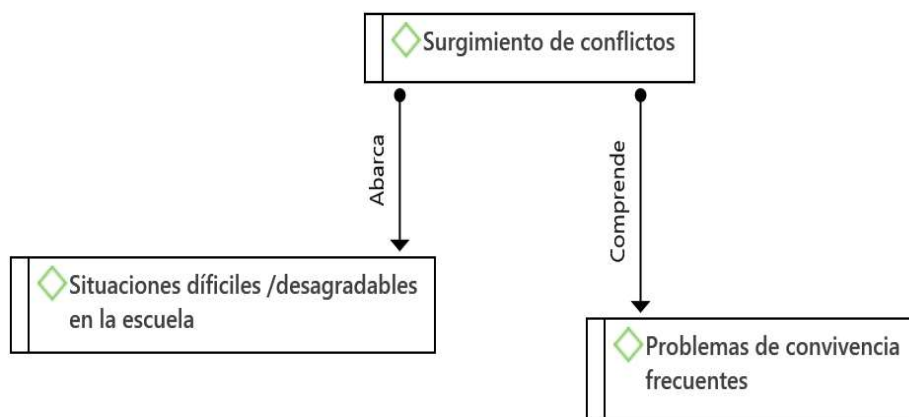 Surgimiento de conflictos
Abarca
Comprende
Situaciones díficiles /desagradables
en la escuela
Problemas de convivencia
frecuentes